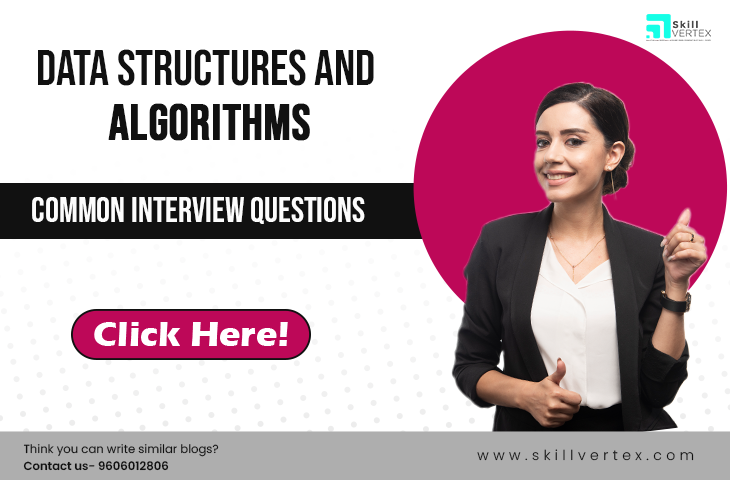 Skill
VERTEX
DATA STRUCTURES AND
ALGORITHMS
COMMON INTERVIEW QUESTIONS
Click Here!
Think you can write similar blogs?
Contact us- 9606012806
www.skillvertex.com